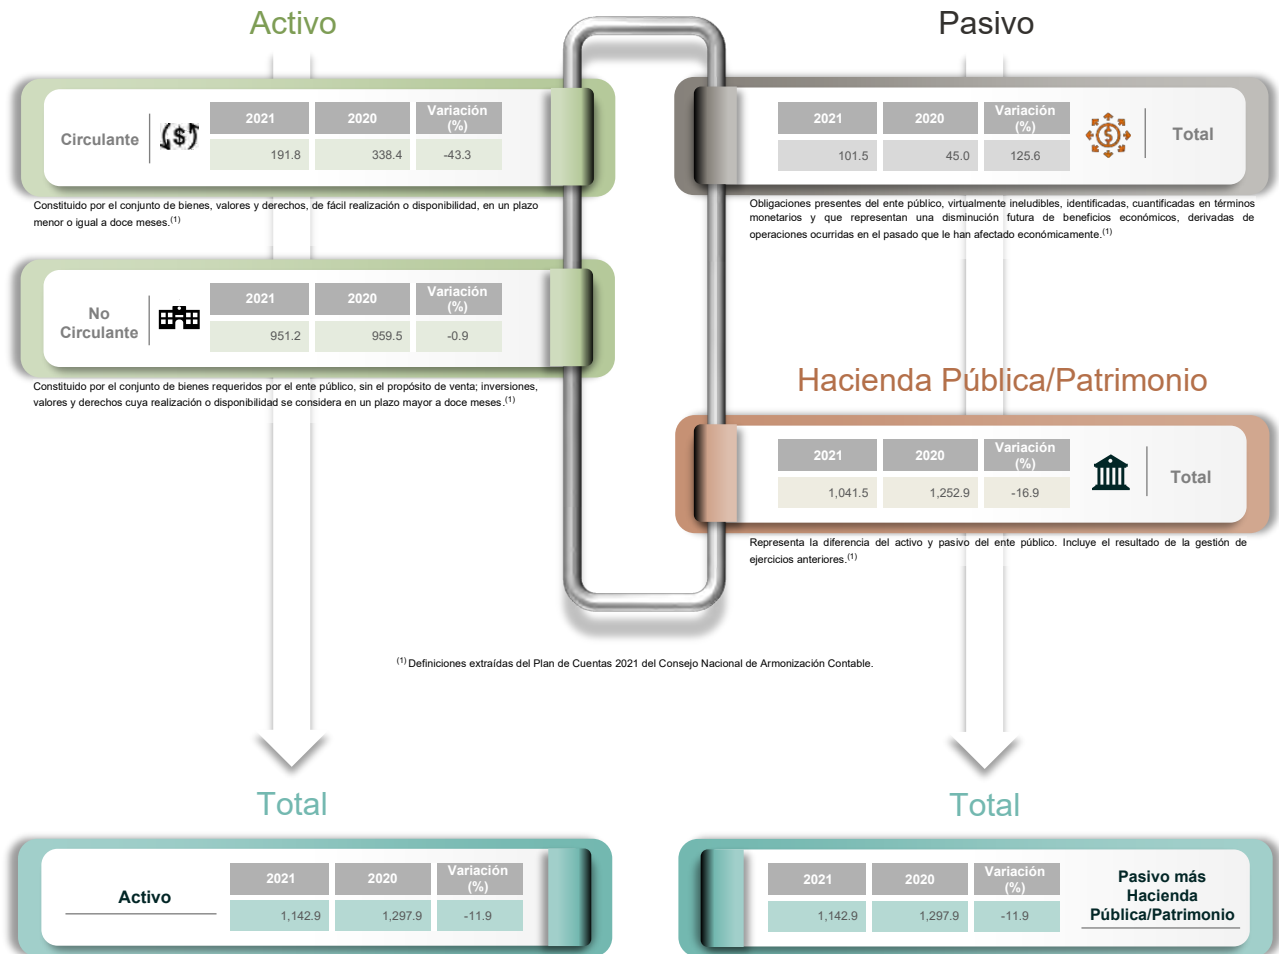 Activo
Circulante
2021 2020 Variación (%)
191.8 338.4 -43.3
Constituido por el conjunto de bienes, valores y derechos, de fácil realización o disponibilidad, en un plazo
menor o igual a doce meses.(1)
No
Circulante
2021 2020 Variación (%)
951.2 959.5 -0.9
Constituido por el conjunto de bienes requeridos por el ente público, sin el propósito de venta; inversiones,
valores y derechos cuya realización o disponibilidad se considera en un plazo mayor a doce meses.(1)
Pasivo
2021 2020 Variación (%)
101.5 45.0 125.6
Total
Obligaciones presentes del ente público, virtualmente ineludibles, identificadas, cuantificadas en términos
monetarios y que representan una disminución futura de beneficios económicos, derivadas de
operaciones ocurridas en el pasado que le han afectado económicamente.(1)
Hacienda Pública/Patrimonio
2021 2020 Variación (%)
1,041.5 1,252.9 -16.9
Total
Representa la diferencia del activo y pasivo del ente público. Incluye el resultado de la gestión de
ejercicios anteriores.(1)
(1) Definiciones extraídas del Plan de Cuentas 2021 del Consejo Nacional de Armonización Contable.
Total
Activo
2021 2020 Variación (%)
1,142.9 1,297.9 -11.9
Total
2021 2020 Variación (%)
1,142.9 1,297.9 -11.9
Pasivo más
Hacienda
Pública/Patrimonio